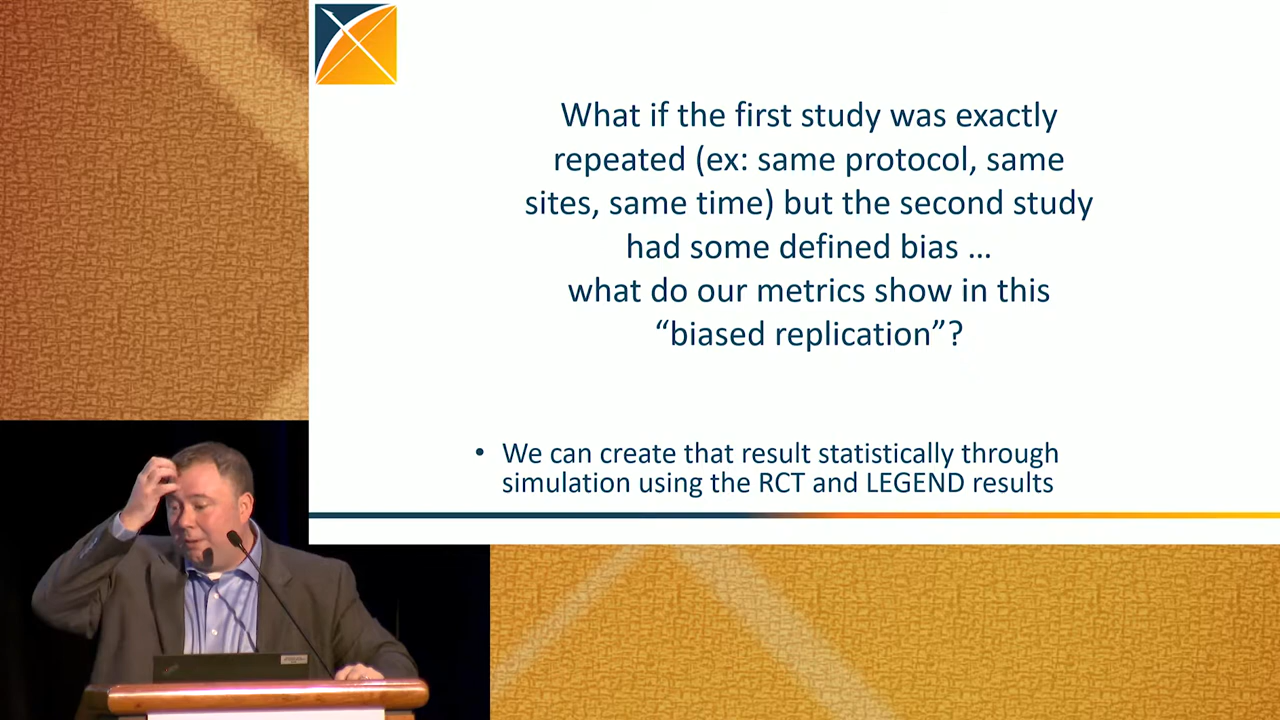 What if the first study was exactly
repeated (ex: same protocol, same
sites, same time) but the second study
had some defined bias …
what do our metrics show in this
“biased replication”?
• We can create that result statistically through
simulation using the RCT and LEGEND results